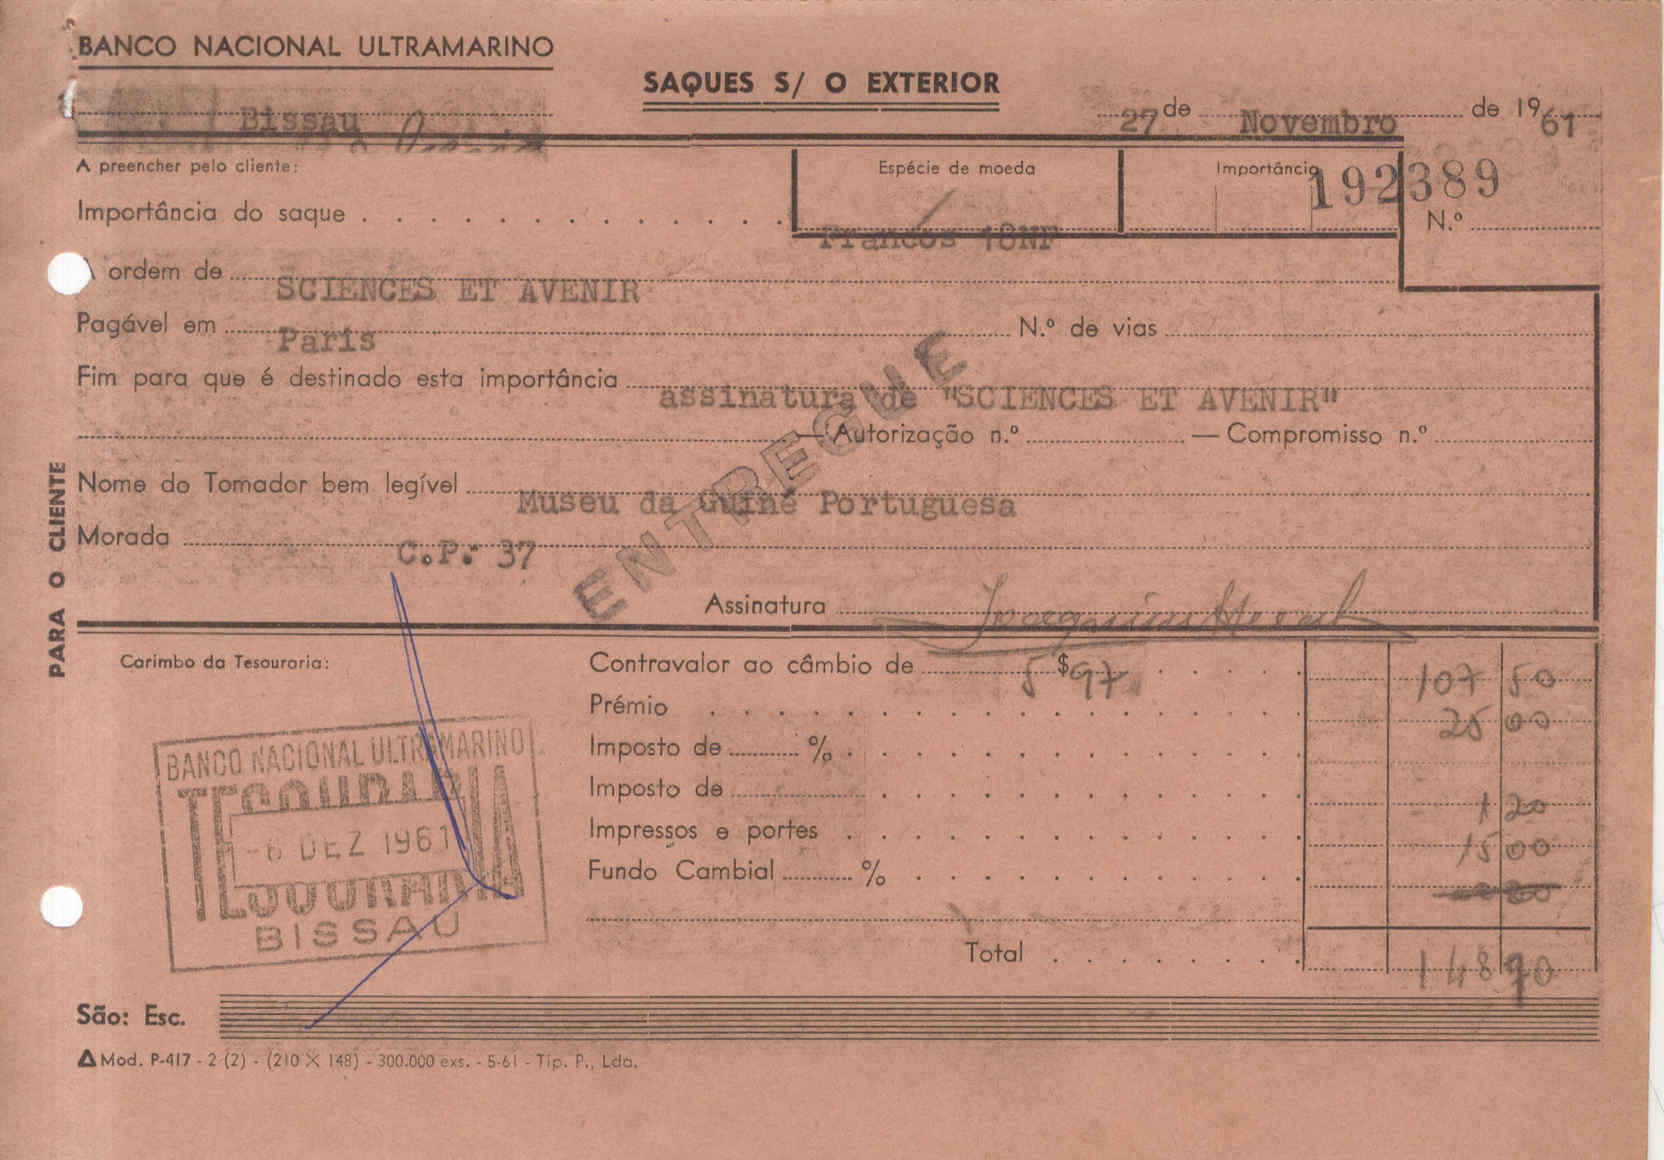 BANCO NACIONAL ULTRAMARINO
SAQUES S/ O EXTERIOR
Bissau
27 de Novembro de 1961
A preencher pelo cliente:
Espécie de moeda
Importância
192389
Importância do saque
Francos 18NF
N.º
À ordem de SCIENCES ET AVENIR
Pagável em Paris N.º de vias
Fim para que é destinado esta importância assinatura de "SCIENCES ET AVENIR"
— Autorização n.º — Compromisso n.º
Nome do Tomador bem legível Museu da Guiné Portuguesa
Morada C.P. 37
ENTREGUE
PARA O CLIENTE
Assinatura
Carimbo da Tesouraria:
Contravalor ao câmbio de 5$97 107 50
Prémio 25 00
Imposto de %
Imposto de 1 20
Impressos e portes 15 00
Fundo Cambial %
Total 148 70
BANCO NACIONAL ULTRAMARINO
TESOURARIA
-6 DEZ 1961
TESOURARIA
BISSAU
São: Esc.
Mod. P-417 - 2 (2) - (210 X 148) - 300.000 exs. - 5-61 - Tip. P., Lda.